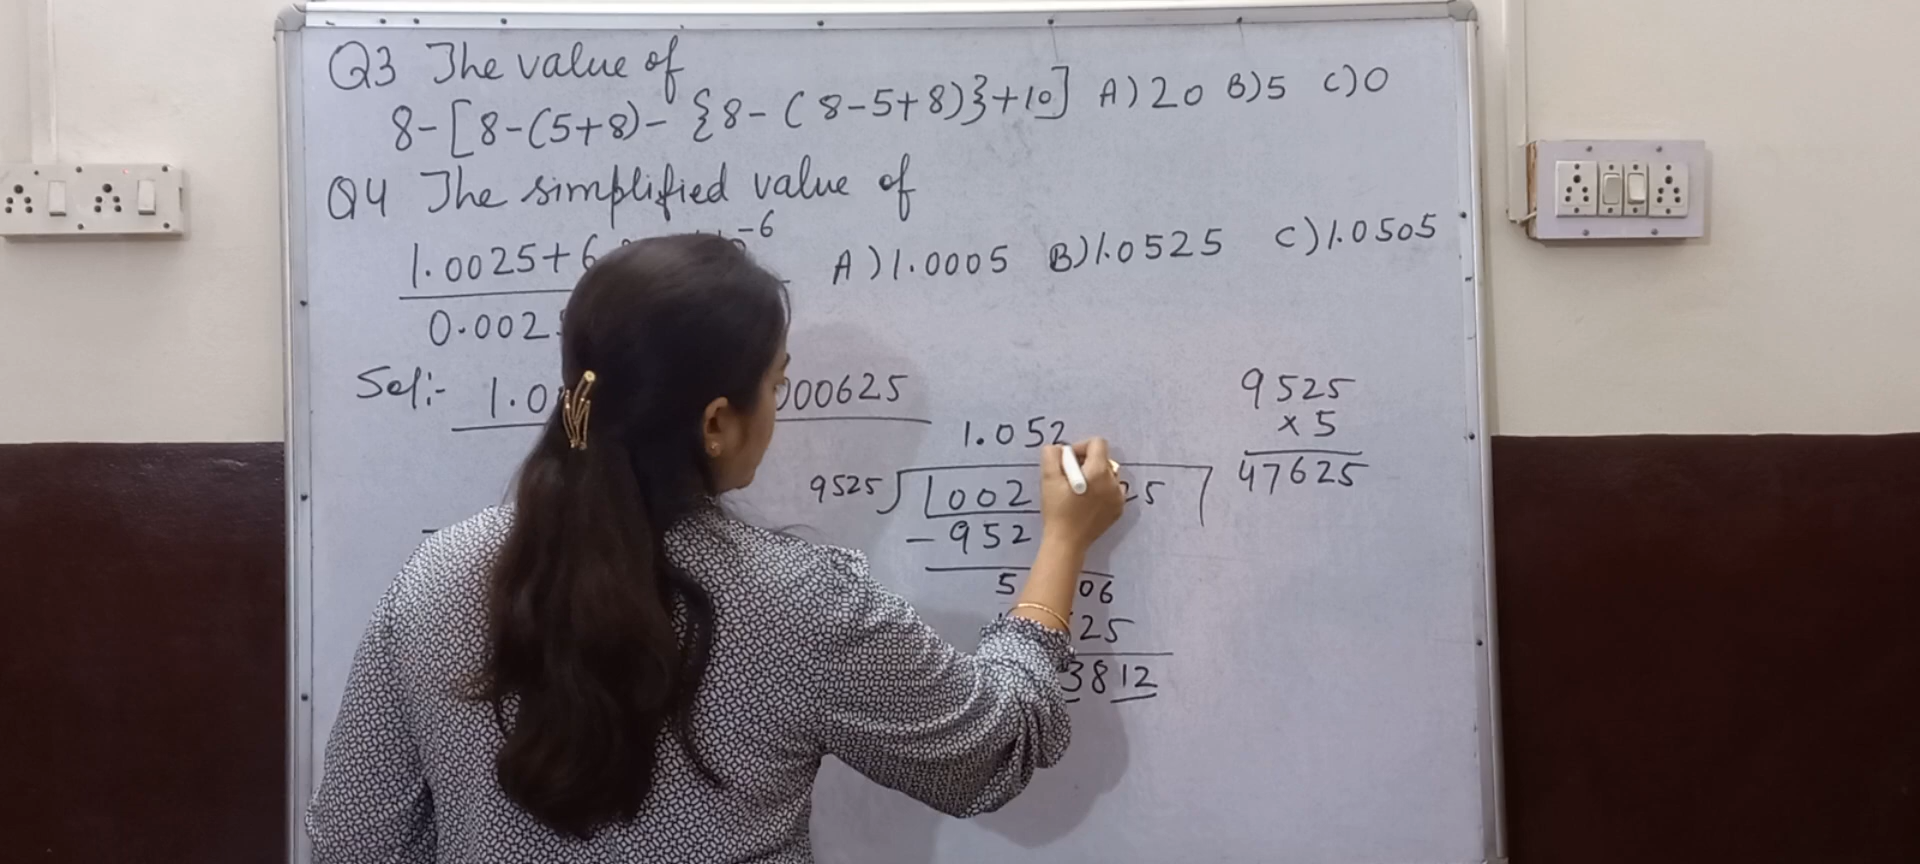 Q3 The value of
8-[8-(5+8)-{8-(8-5+8)}+10] A)20 B)5 C)0
Q4 The simplified value of
1.0025+6 -6
0.002
A)1.0005 B)1.0525 C)1.0505
Sol:- 1.0 000625
1.052
9525)1002 25(
-952
5 06
25
3812
9525
x5
47625